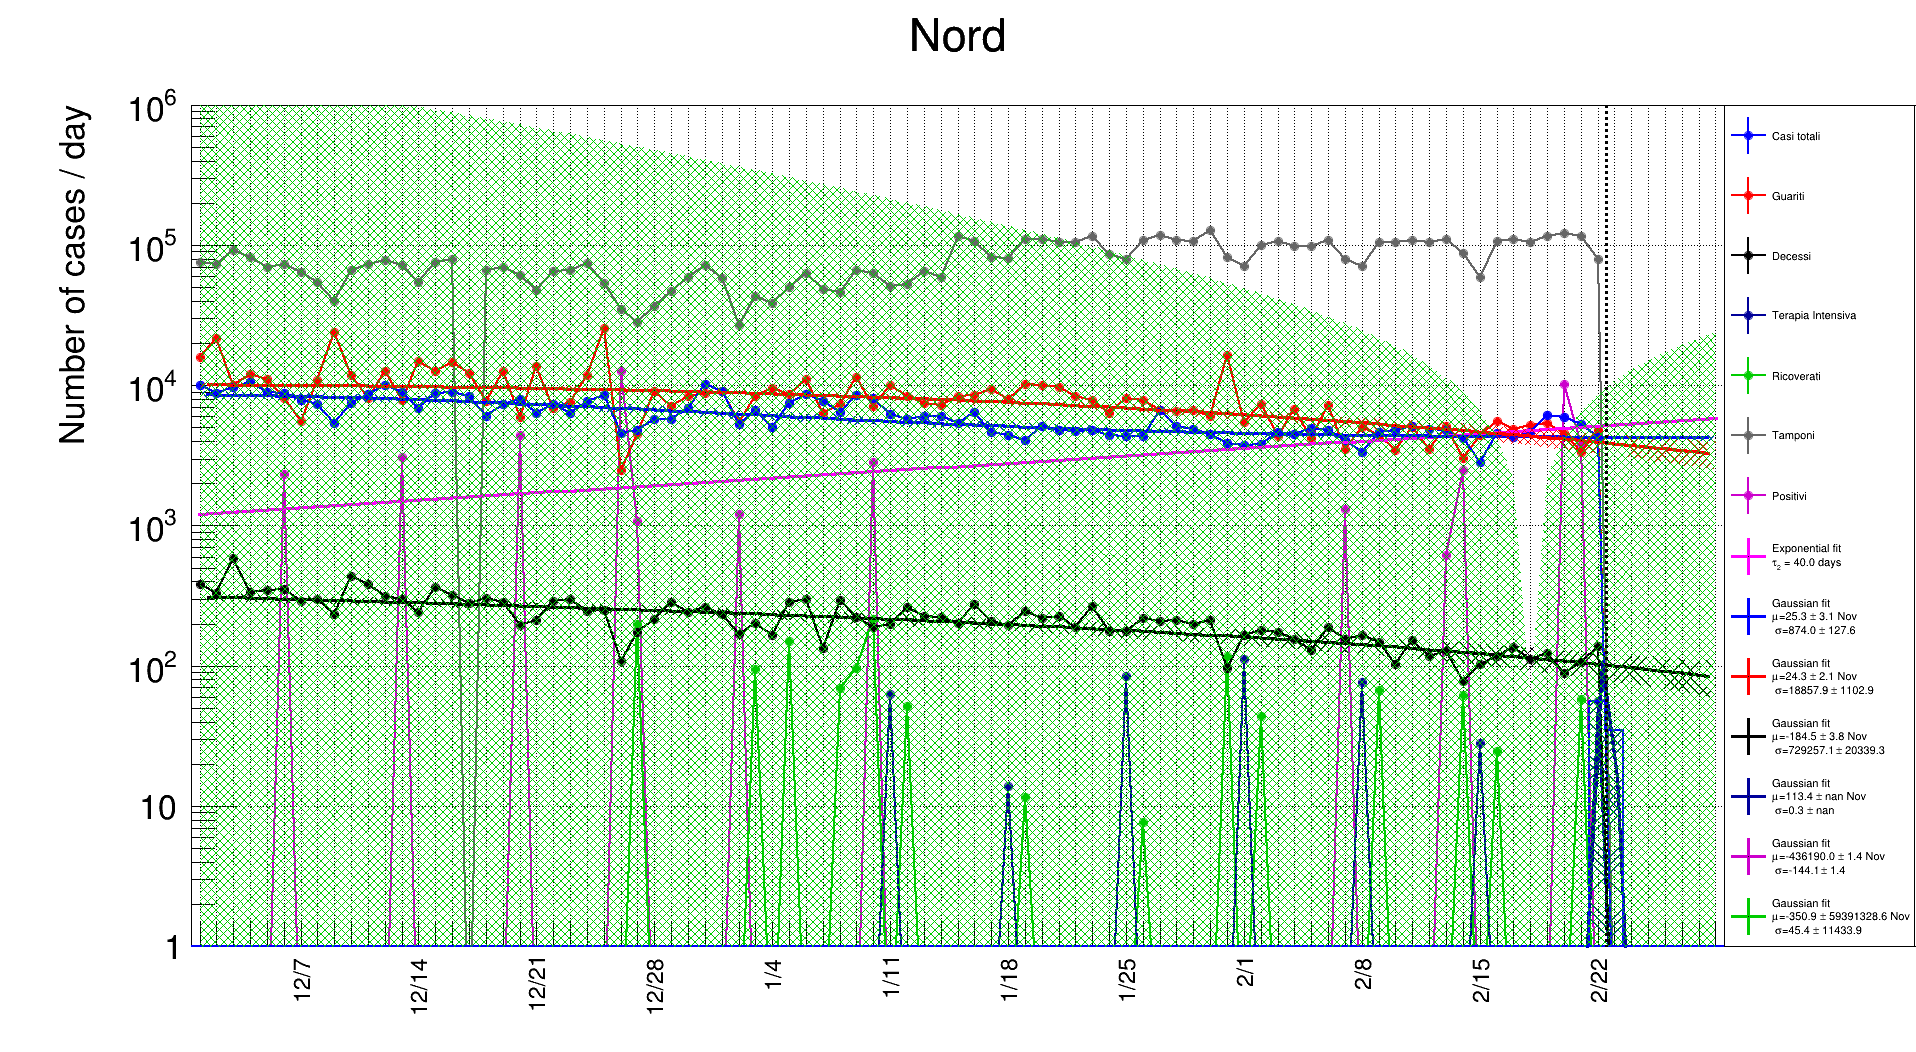 Nord
Number of cases / day
10^6
10^5
10^4
10^3
10^2
10
1
12/7
12/14
12/21
12/28
1/4
1/11
1/18
1/25
2/1
2/8
2/15
2/22
Casi totali
Guariti
Decessi
Terapia Intensiva
Ricoverati
Tamponi
Positivi
Exponential fit
τ₂ = 40.0 days
Gaussian fit
μ=25.3 ± 3.1 Nov
σ=874.0 ± 127.6
Gaussian fit
μ=24.3 ± 2.1 Nov
σ=18857.9 ± 1102.9
Gaussian fit
μ=-184.5 ± 3.8 Nov
σ=729257.1 ± 20339.3
Gaussian fit
μ=113.4 ± nan Nov
σ=0.3 ± nan
Gaussian fit
μ=-436190.0 ± 1.4 Nov
σ=-144.1 ± 1.4
Gaussian fit
μ=-350.9 ± 59391328.6 Nov
σ=45.4 ± 11433.9